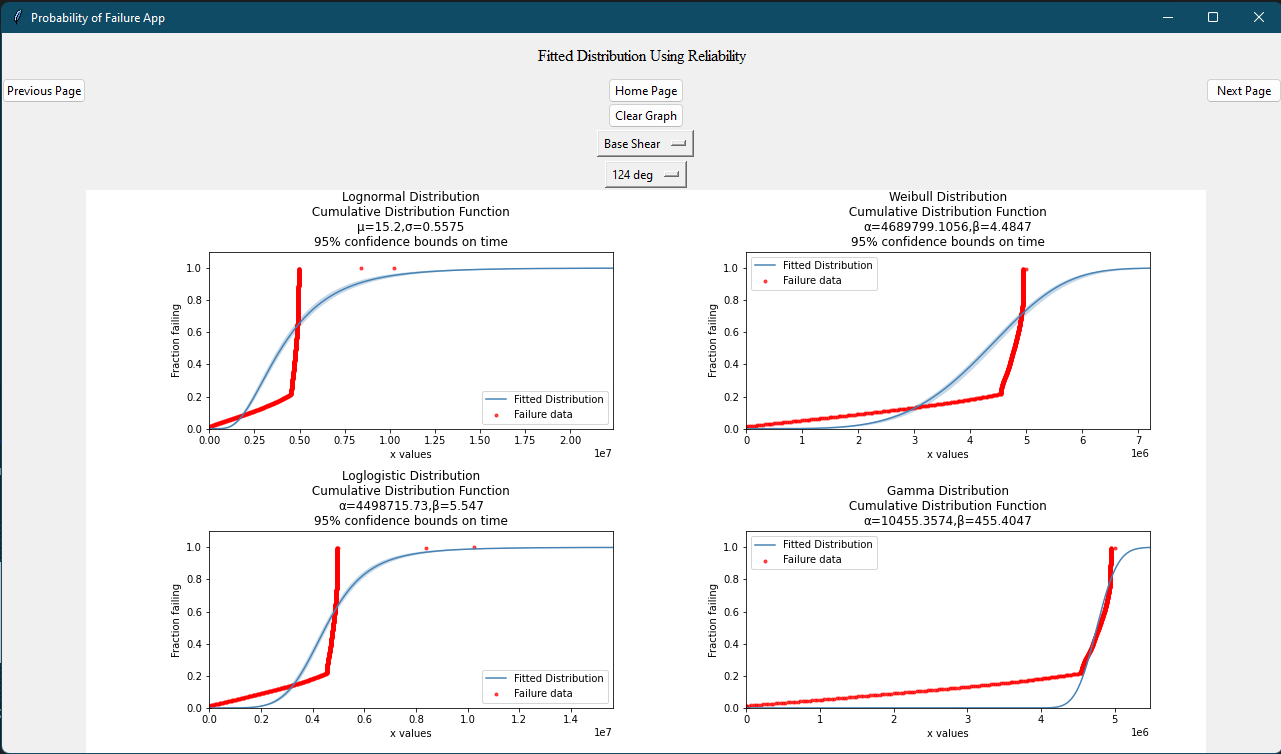 Probability of Failure App
Fitted Distribution Using Reliability
Previous Page
Home Page
Next Page
Clear Graph
Base Shear
124 deg
Lognormal Distribution
Cumulative Distribution Function
μ=15.2,σ=0.5575
95% confidence bounds on time
1.0
0.8
0.6
0.4
0.2
0.0
Fraction failing
Fitted Distribution
Failure data
0.00 0.25 0.50 0.75 1.00 1.25 1.50 1.75 2.00
x values
1e7
Weibull Distribution
Cumulative Distribution Function
α=4689799.1056,β=4.4847
95% confidence bounds on time
Fitted Distribution
Failure data
1.0
0.8
0.6
0.4
0.2
0.0
Fraction failing
0 1 2 3 4 5 6 7
x values
1e6
Loglogistic Distribution
Cumulative Distribution Function
α=4498715.73,β=5.547
95% confidence bounds on time
1.0
0.8
0.6
0.4
0.2
0.0
Fraction failing
Fitted Distribution
Failure data
0.0 0.2 0.4 0.6 0.8 1.0 1.2 1.4
x values
1e7
Gamma Distribution
Cumulative Distribution Function
α=10455.3574,β=455.4047
Fitted Distribution
Failure data
1.0
0.8
0.6
0.4
0.2
0.0
Fraction failing
0 1 2 3 4 5
x values
1e6